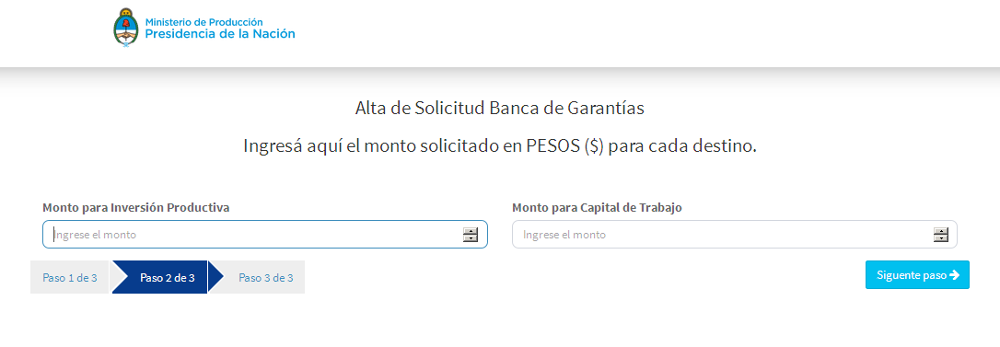 Ministerio de Producción
Presidencia de la Nación
Alta de Solicitud Banca de Garantías
Ingresá aquí el monto solicitado en PESOS ($) para cada destino.
Monto para Inversión Productiva
Monto para Capital de Trabajo
Ingrese el monto
Ingrese el monto
Paso 1 de 3
Paso 2 de 3
Paso 3 de 3
Siguente paso